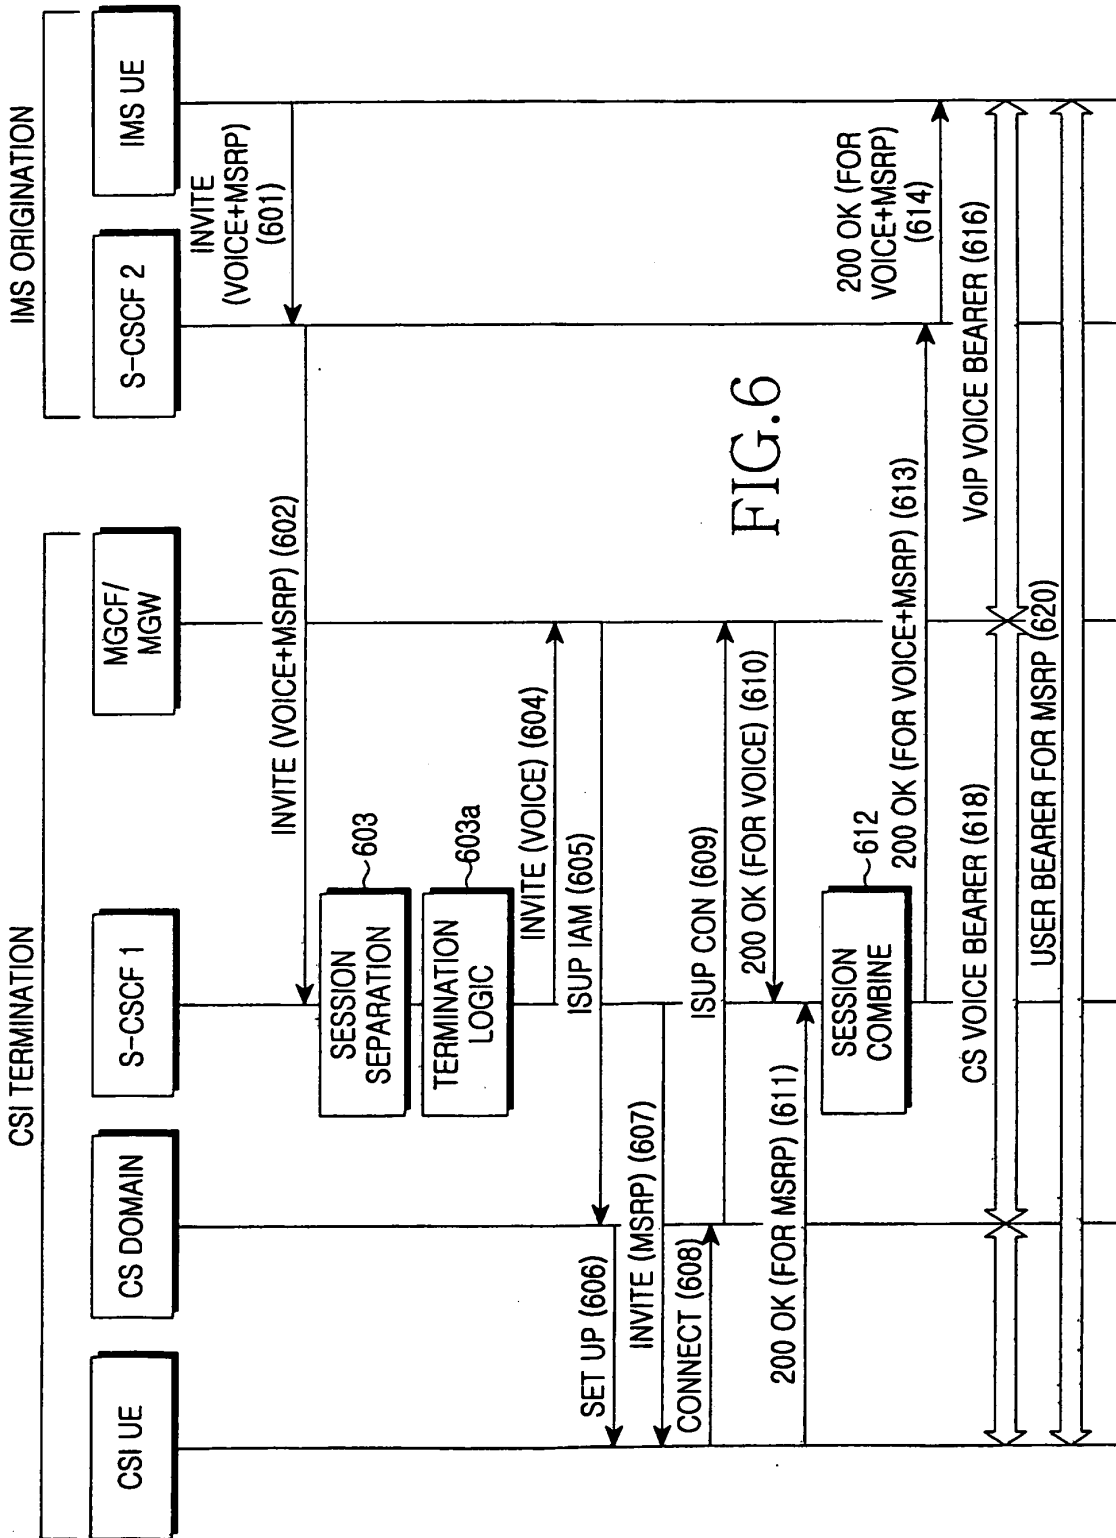 CSI TERMINATION
IMS ORIGINATION
CSI UE
CS DOMAIN
S-CSCF 1
MGCF/
MGW
S-CSCF 2
IMS UE
INVITE
(VOICE+MSRP)
(601)
INVITE (VOICE+MSRP) (602)
SESSION
SEPARATION
603
TERMINATION
LOGIC
603a
INVITE (VOICE) (604)
ISUP IAM (605)
SET UP (606)
INVITE (MSRP) (607)
CONNECT (608)
ISUP CON (609)
200 OK (FOR VOICE) (610)
200 OK (FOR MSRP) (611)
SESSION
COMBINE
612
200 OK (FOR VOICE+MSRP) (613)
200 OK (FOR
VOICE+MSRP)
(614)
VoIP VOICE BEARER (616)
CS VOICE BEARER (618)
USER BEARER FOR MSRP (620)
FIG.6